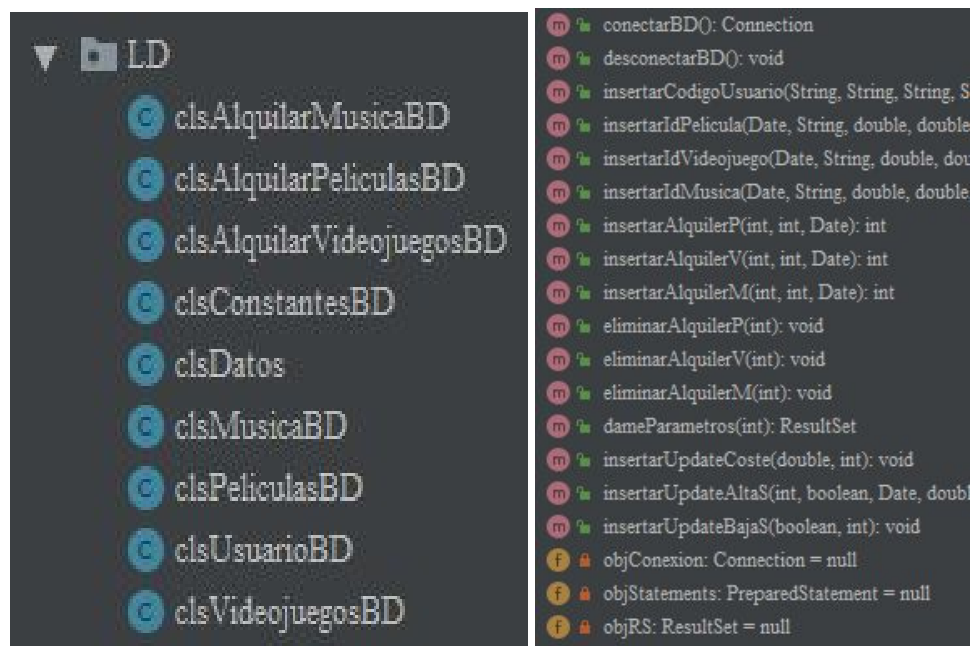 LD
clsAlquilarMusicaBD
clsAlquilarPeliculasBD
clsAlquilarVideojuegosBD
clsConstantesBD
clsDatos
clsMusicaBD
clsPeliculasBD
clsUsuarioBD
clsVideojuegosBD
conectarBD(): Connection
desconectarBD(): void
insertarCodigoUsuario(String, String, String, S
insertarIdPelicula(Date, String, double, double
insertarIdVideojuego(Date, String, double, dou
insertarIdMusica(Date, String, double, double
insertarAlquilerP(int, int, Date): int
insertarAlquilerV(int, int, Date): int
insertarAlquilerM(int, int, Date): int
eliminarAlquilerP(int): void
eliminarAlquilerV(int): void
eliminarAlquilerM(int): void
dameParametros(int): ResultSet
insertarUpdateCoste(double, int): void
insertarUpdateAltaS(int, boolean, Date, doubl
insertarUpdateBajaS(boolean, int): void
objConexion: Connection = null
objStatements: PreparedStatement = null
objRS: ResultSet = null